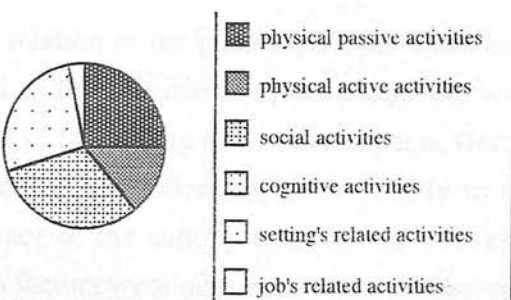 physical passive activities
physical active activities
social activities
cognitive activities
setting's related activities
job's related activities